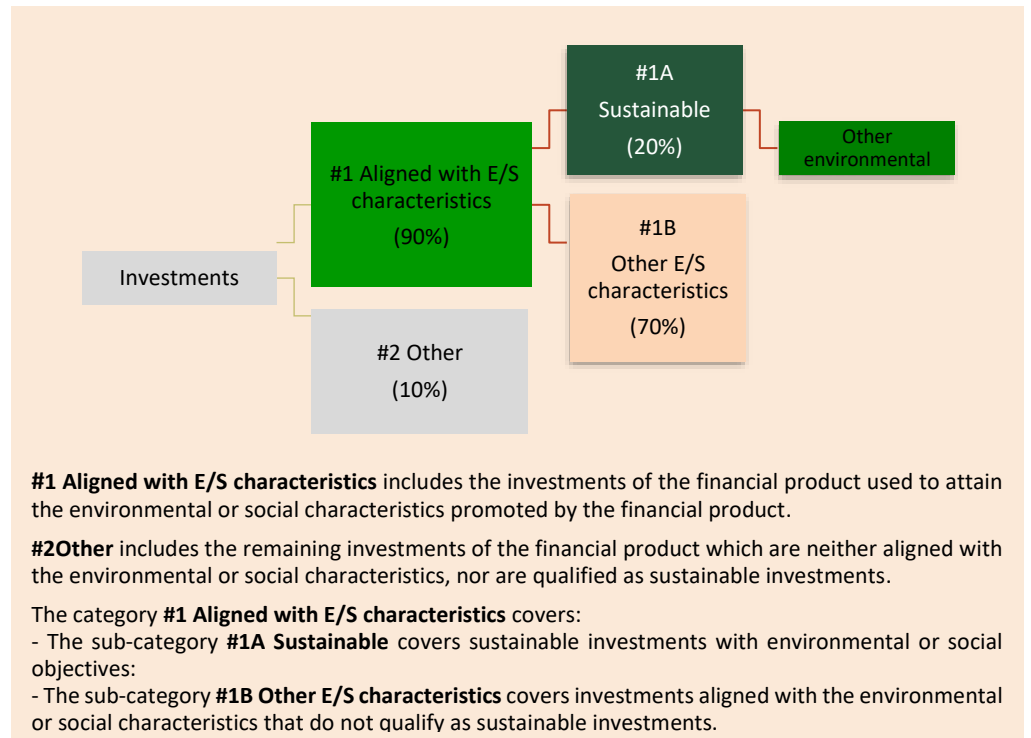 #1A
Sustainable
(20%)
Other
environmental
#1 Aligned with E/S
characteristics
(90%)
#1B
Other E/S
characteristics
(70%)
Investments
#2 Other
(10%)
#1 Aligned with E/S characteristics includes the investments of the financial product used to attain
the environmental or social characteristics promoted by the financial product.
#2Other includes the remaining investments of the financial product which are neither aligned with
the environmental or social characteristics, nor are qualified as sustainable investments.
The category #1 Aligned with E/S characteristics covers:
- The sub-category #1A Sustainable covers sustainable investments with environmental or social
objectives:
- The sub-category #1B Other E/S characteristics covers investments aligned with the environmental
or social characteristics that do not qualify as sustainable investments.